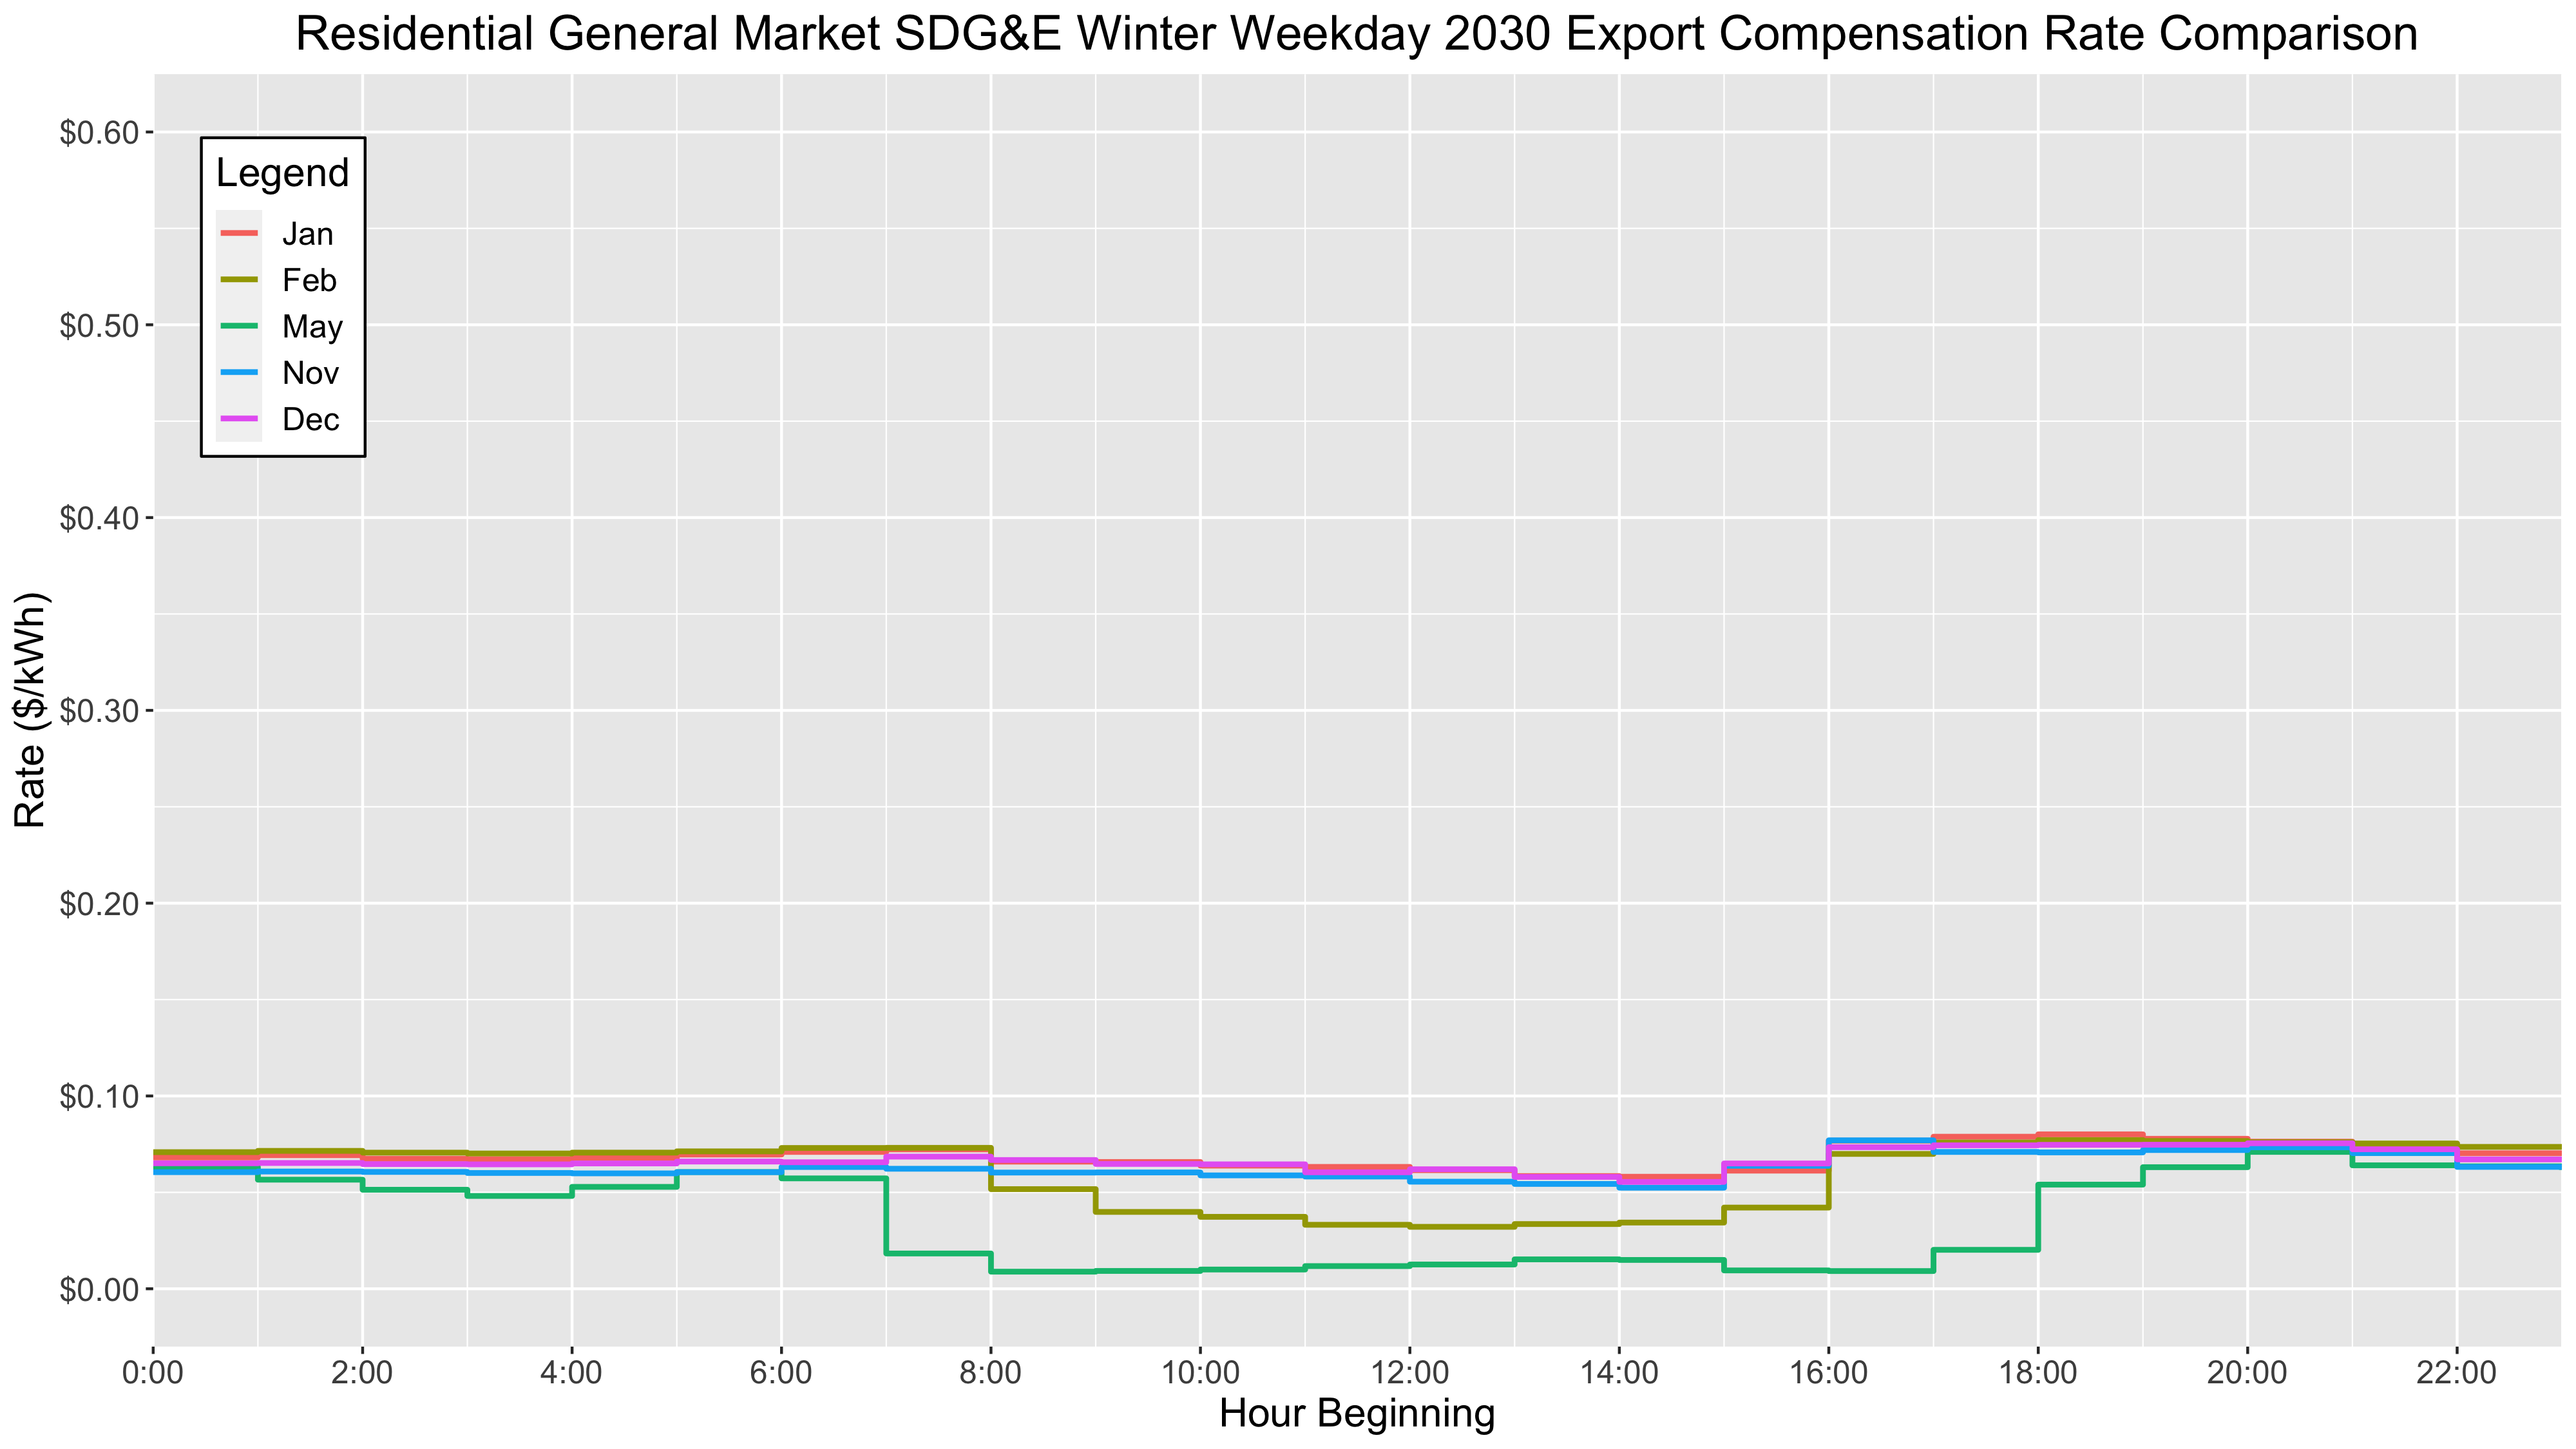 Residential General Market SDG&E Winter Weekday 2030 Export Compensation Rate Comparison
$0.60
Legend
Jan
Feb
May
Nov
Dec
$0.50
$0.40
$0.30
$0.20
$0.10
$0.00
Rate ($/kWh)
0:00 2:00 4:00 6:00 8:00 10:00 12:00 14:00 16:00 18:00 20:00 22:00
Hour Beginning